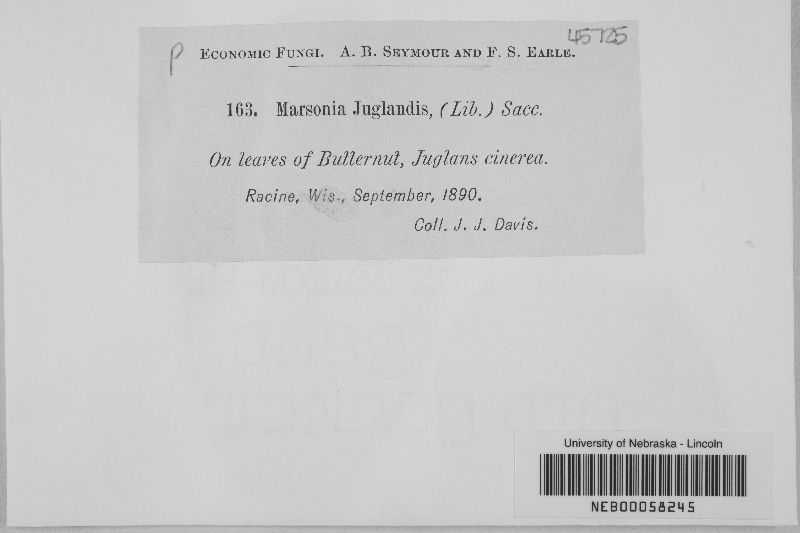 45725
p
ECONOMIC FUNGI. A. B. SEYMOUR AND F. S. EARLE.
163. Marsonia Juglandis, (Lib.) Sacc.
On leaves of Butternut, Juglans cinerea.
Racine, Wis., September, 1890.
Coll. J. J. Davis.
University of Nebraska - Lincoln
NEB00058245